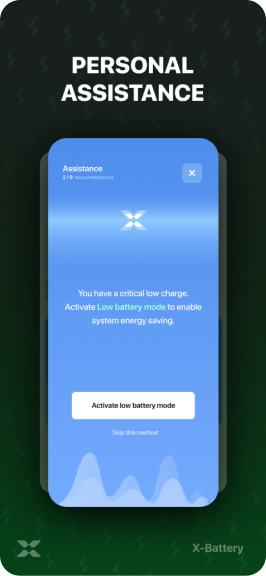 PERSONAL
ASSISTANCE
Assistance
2 / 9 recommendations
You have a critical low charge.
Activate Low battery mode to enable
system energy saving.
Activate low battery mode
Skip this method
X-Battery